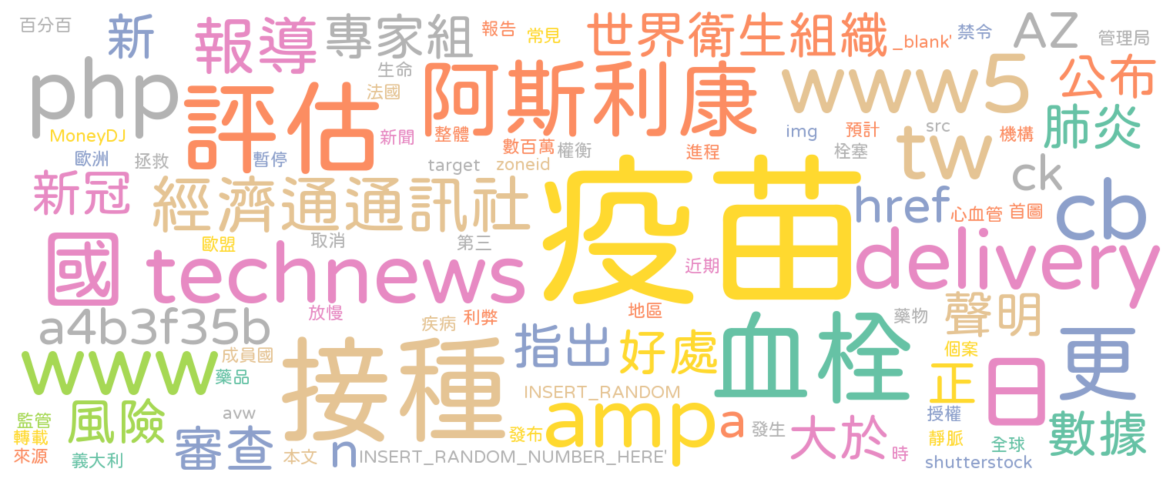 百分百
新
報導
專家組
報告
常見
世界衛生組織
_blank'
禁令
AZ
管理局
php
評估
生命
法國
阿斯利康
www5
公布
MoneyDJ
歐洲
拯救
暫停
新聞
整體
數百萬
權衡
target
zoneid
進程
img
預計
栓塞
src
機構
肺炎
tw
ck
新冠
經濟通通訊社
疫苗
href
心血管
首圖
cb
國
technews
歐盟
取消
第三
近期
delivery
放慢
疾病
利弊
地區
a4b3f35b
藥物
聲明
www
成員國
藥品
接種
指出
好處
血栓
個案
更
INSERT_RANDOM
正
日
監管
轉載
來源
風險
義大利
avw
審查
本文
n
INSERT_RANDOM_NUMBER_HERE'
發布
amp
a
發生
大於
時
授權
靜脈
全球
數據
shutterstock